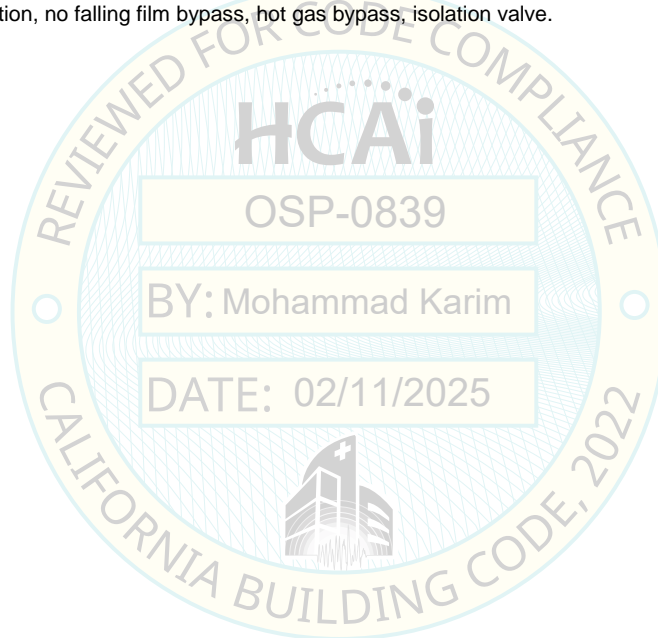 tion, no falling film bypass, hot gas bypass, isolation valve.
REVIEWED FOR CODE COMPLIANCE
HCAi
OSP-0839
BY: Mohammad Karim
DATE: 02/11/2025
CALIFORNIA BUILDING CODE, 2022